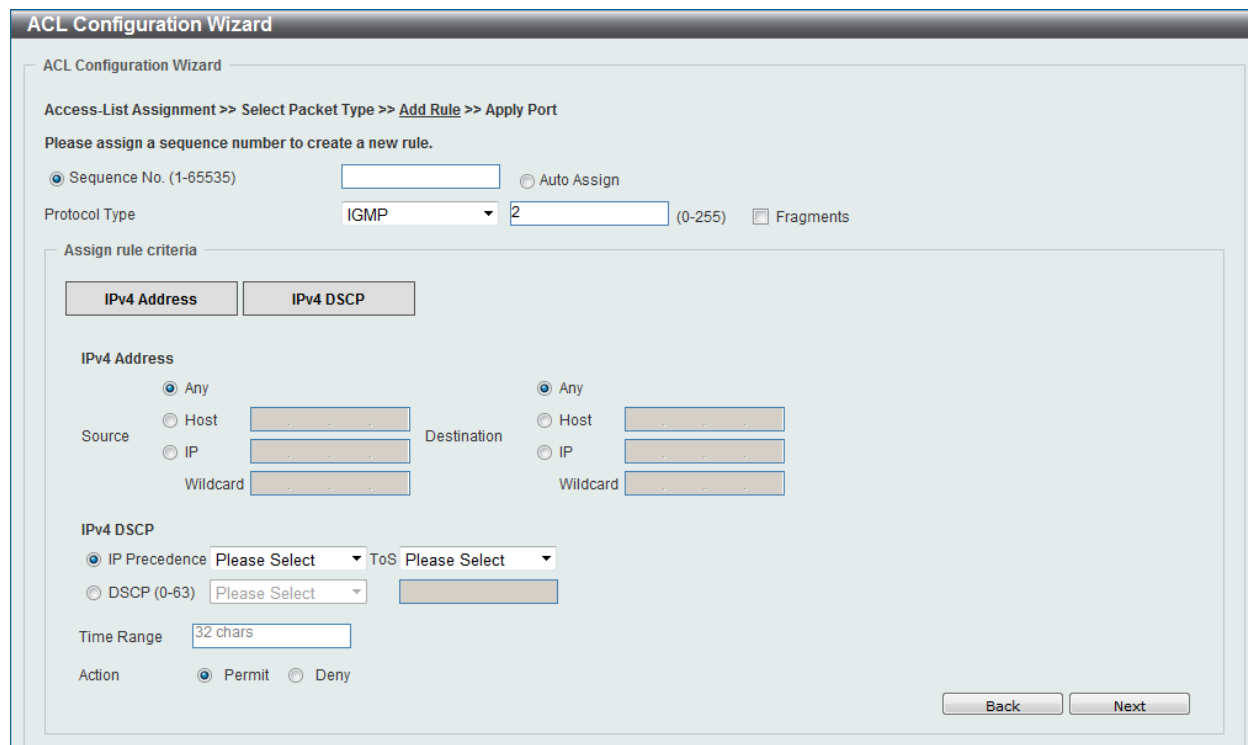 ACL Configuration Wizard
ACL Configuration Wizard
Access-List Assignment >> Select Packet Type >> Add Rule >> Apply Port
Please assign a sequence number to create a new rule.
Sequence No. (1-65535) Auto Assign
Protocol Type IGMP 2 (0-255) Fragments
Assign rule criteria
IPv4 Address IPv4 DSCP
IPv4 Address
Any Any
Host Host
Source Destination
IP IP
Wildcard Wildcard
IPv4 DSCP
IP Precedence Please Select ToS Please Select
DSCP (0-63) Please Select
Time Range 32 chars
Action Permit Deny
Back Next